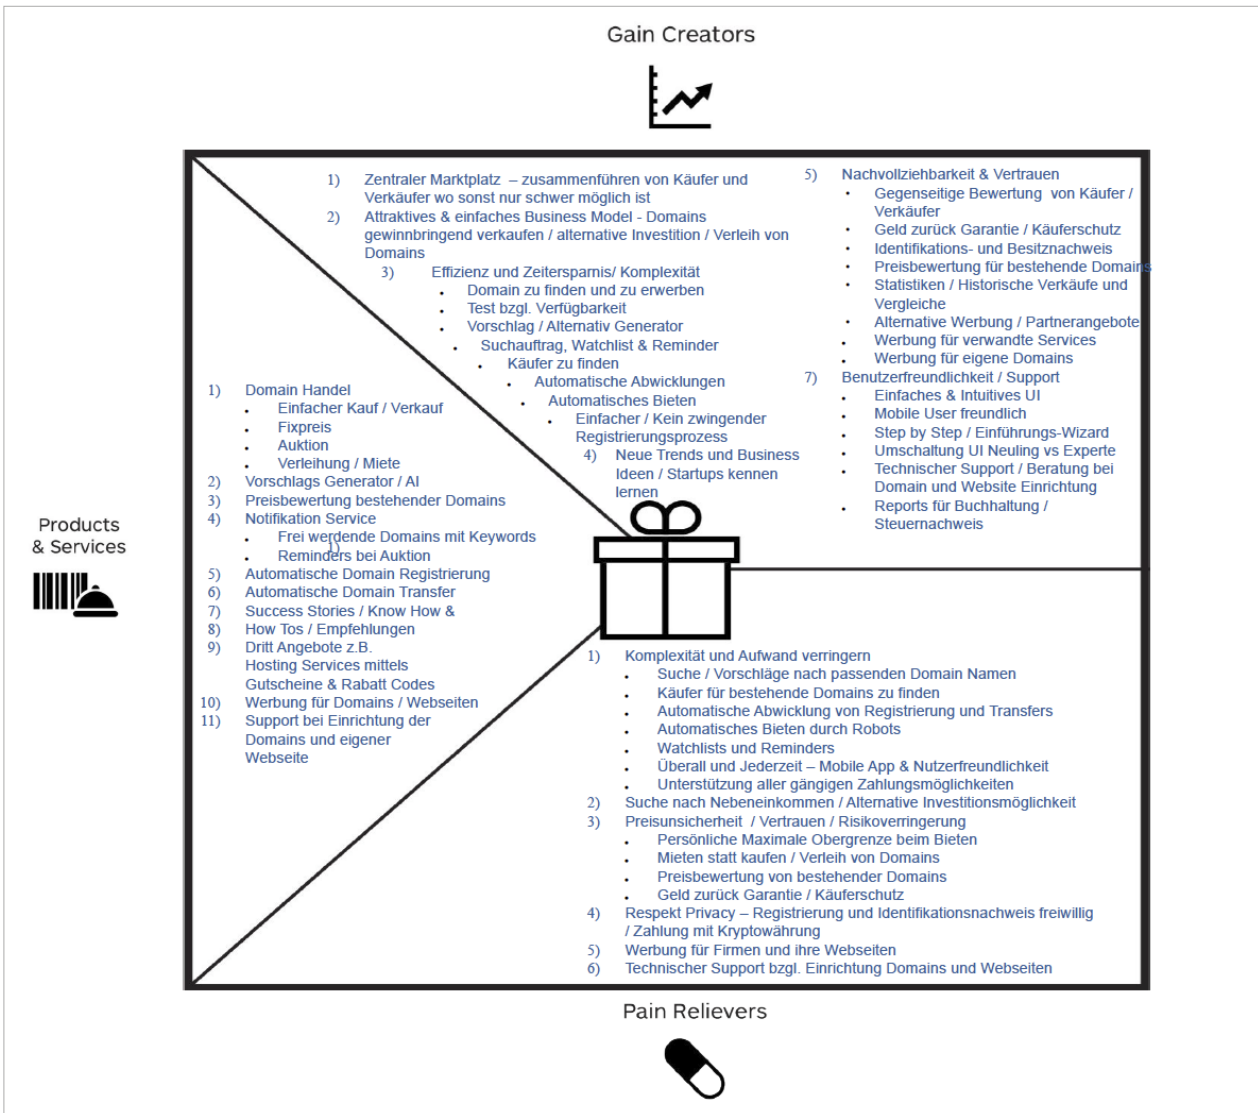 Gain Creators
1) Zentraler Marktplatz – zusammenführen von Käufer und
Verkäufer wo sonst nur schwer möglich ist
2) Attraktives & einfaches Business Model - Domains
gewinnbringend verkaufen / alternative Investition / Verleih von
Domains
3) Effizienz und Zeitersparnis/ Komplexität
• Domain zu finden und zu erwerben
• Test bzgl. Verfügbarkeit
• Vorschlag / Alternativ Generator
• Suchauftrag, Watchlist & Reminder
• Käufer zu finden
• Automatische Abwicklungen
• Automatisches Bieten
• Einfacher / Kein zwingender
Registrierungsprozess
4) Neue Trends und Business
Ideen / Startups kennen
lernen
5) Nachvollziehbarkeit & Vertrauen
• Gegenseitige Bewertung von Käufer /
Verkäufer
• Geld zurück Garantie / Käuferschutz
• Identifikations- und Besitznachweis
• Preisbewertung für bestehende Domains
• Statistiken / Historische Verkäufe und
Vergleiche
• Alternative Werbung / Partnerangebote
• Werbung für verwandte Services
• Werbung für eigene Domains
7) Benutzerfreundlichkeit / Support
• Einfaches & Intuitives UI
• Mobile User freundlich
• Step by Step / Einführungs-Wizard
• Umschaltung UI Neuling vs Experte
• Technischer Support / Beratung bei
Domain und Website Einrichtung
• Reports für Buchhaltung /
Steuernachweis
Products
& Services
1) Domain Handel
• Einfacher Kauf / Verkauf
• Fixpreis
• Auktion
• Verleihung / Miete
2) Vorschlags Generator / AI
3) Preisbewertung bestehender Domains
4) Notifikation Service
• Frei werdende Domains mit Keywords
1)
• Reminders bei Auktion
5) Automatische Domain Registrierung
6) Automatische Domain Transfer
7) Success Stories / Know How &
8) How Tos / Empfehlungen
9) Dritt Angebote z.B.
Hosting Services mittels
Gutscheine & Rabatt Codes
10) Werbung für Domains / Webseiten
11) Support bei Einrichtung der
Domains und eigener
Webseite
1) Komplexität und Aufwand verringern
• Suche / Vorschläge nach passenden Domain Namen
• Käufer für bestehende Domains zu finden
• Automatische Abwicklung von Registrierung und Transfers
• Automatisches Bieten durch Robots
• Watchlists und Reminders
• Überall und Jederzeit – Mobile App & Nutzerfreundlichkeit
• Unterstützung aller gängigen Zahlungsmöglichkeiten
2) Suche nach Nebeneinkommen / Alternative Investitionsmöglichkeit
3) Preisunsicherheit / Vertrauen / Risikoverringerung
• Persönliche Maximale Obergrenze beim Bieten
• Mieten statt kaufen / Verleih von Domains
• Preisbewertung von bestehender Domains
• Geld zurück Garantie / Käuferschutz
4) Respekt Privacy – Registrierung und Identifikationsnachweis freiwillig
/ Zahlung mit Kryptowährung
5) Werbung für Firmen und ihre Webseiten
6) Technischer Support bzgl. Einrichtung Domains und Webseiten
Pain Relievers